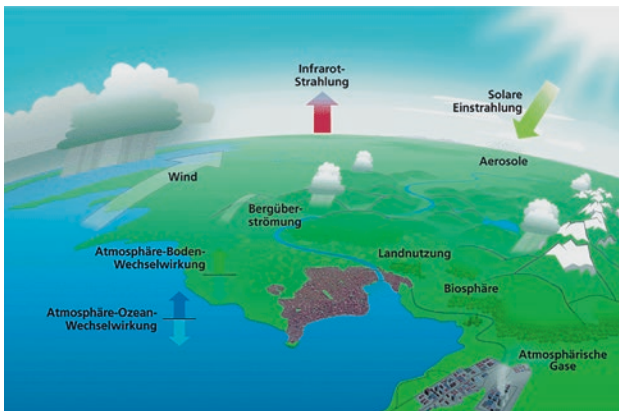 Infrarot-
Strahlung
Solare
Einstrahlung
Aerosole
Wind
Bergüber-
strömung
Atmosphäre-Boden-
Wechselwirkung
Landnutzung
Biosphäre
Atmosphäre-Ozean-
Wechselwirkung
Atmosphärische
Gase